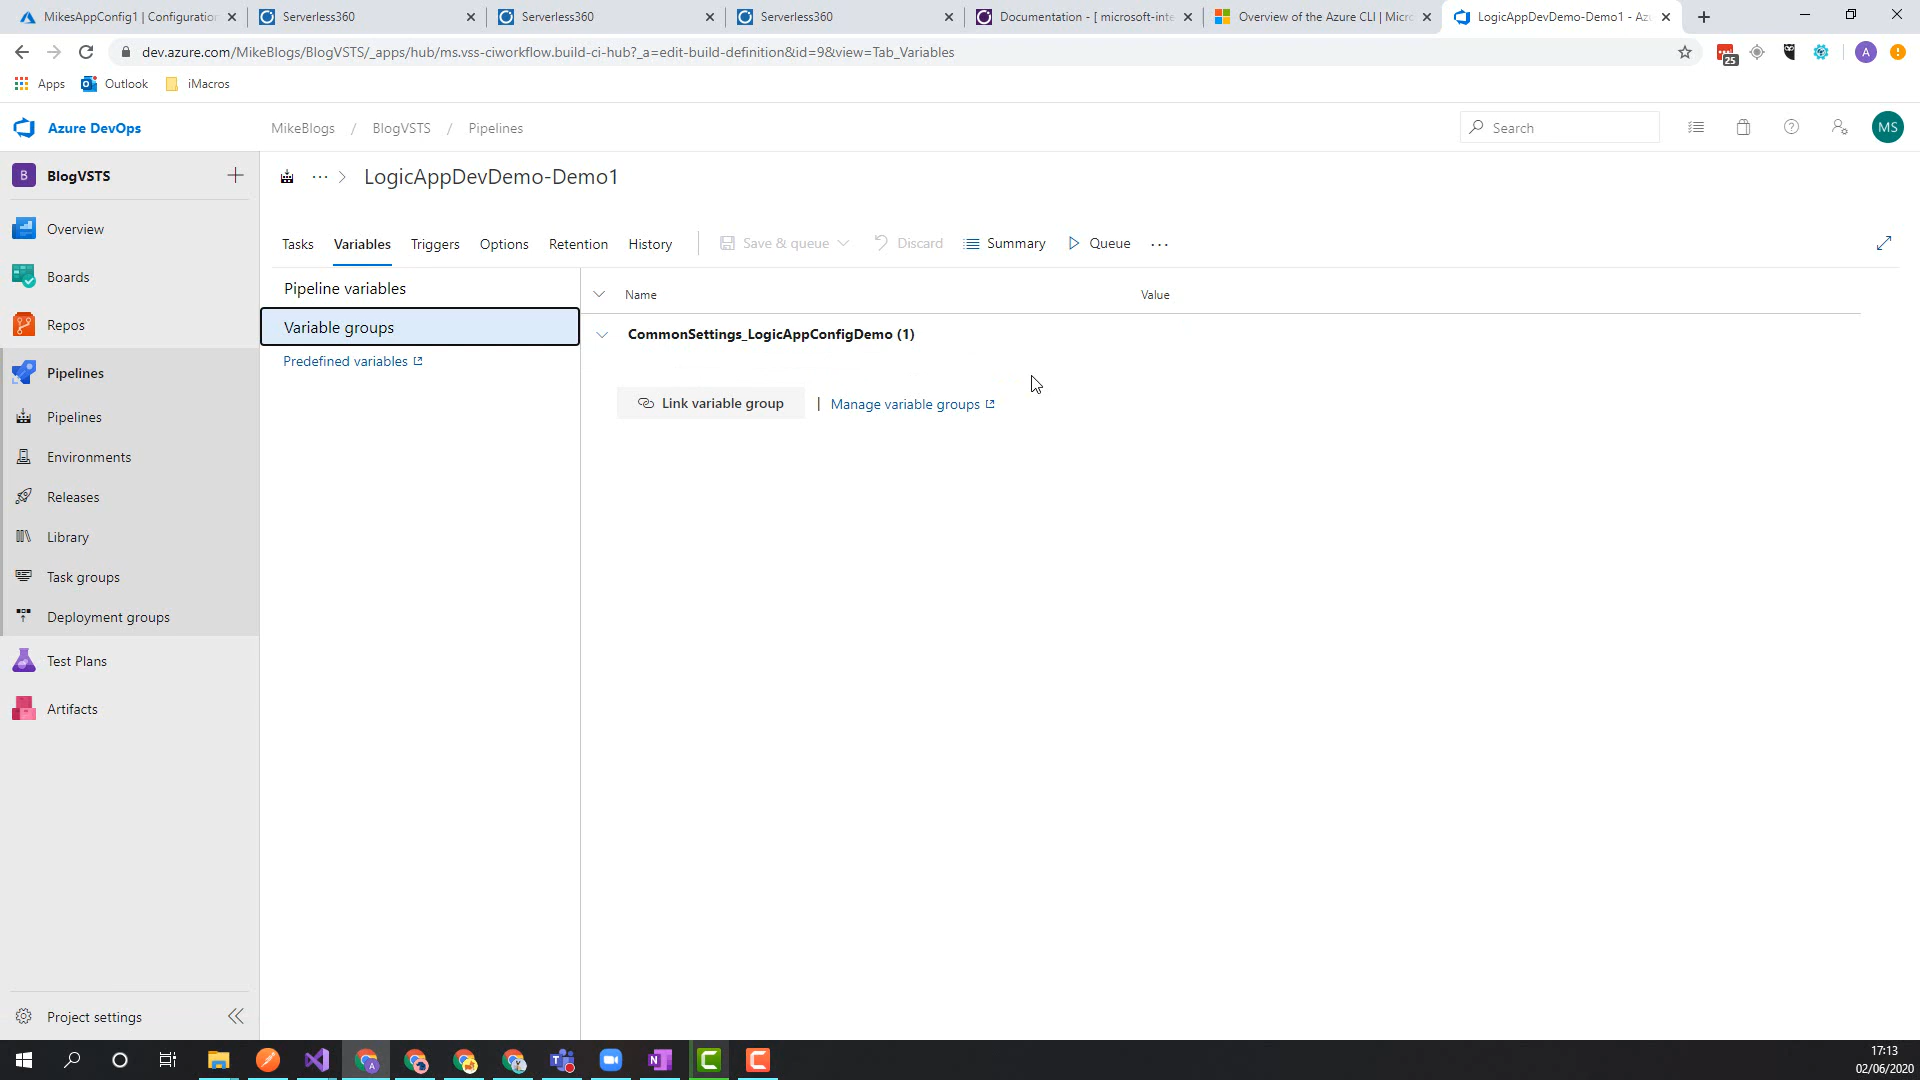 MikesAppConfig1 | Configuration
Serverless360
Serverless360
Serverless360
Documentation - [ microsoft-inte
Overview of the Azure CLI | Micro
LogicAppDevDemo-Demo1 - Az
dev.azure.com/MikeBlogs/BlogVSTS/_apps/hub/ms.vss-ciworkflow.build-ci-hub?_a=edit-build-definition&id=9&view=Tab_Variables
25
A
Apps
Outlook
iMacros
Azure DevOps
MikeBlogs / BlogVSTS / Pipelines
Search
MS
B
BlogVSTS
LogicAppDevDemo-Demo1
Overview
Boards
Repos
Pipelines
Pipelines
Environments
Releases
Library
Task groups
Deployment groups
Test Plans
Artifacts
Project settings
Tasks
Variables
Triggers
Options
Retention
History
Save & queue
Discard
Summary
Queue
Pipeline variables
Variable groups
Predefined variables
Name
Value
CommonSettings_LogicAppConfigDemo (1)
Link variable group
| Manage variable groups
17:13
02/06/2020